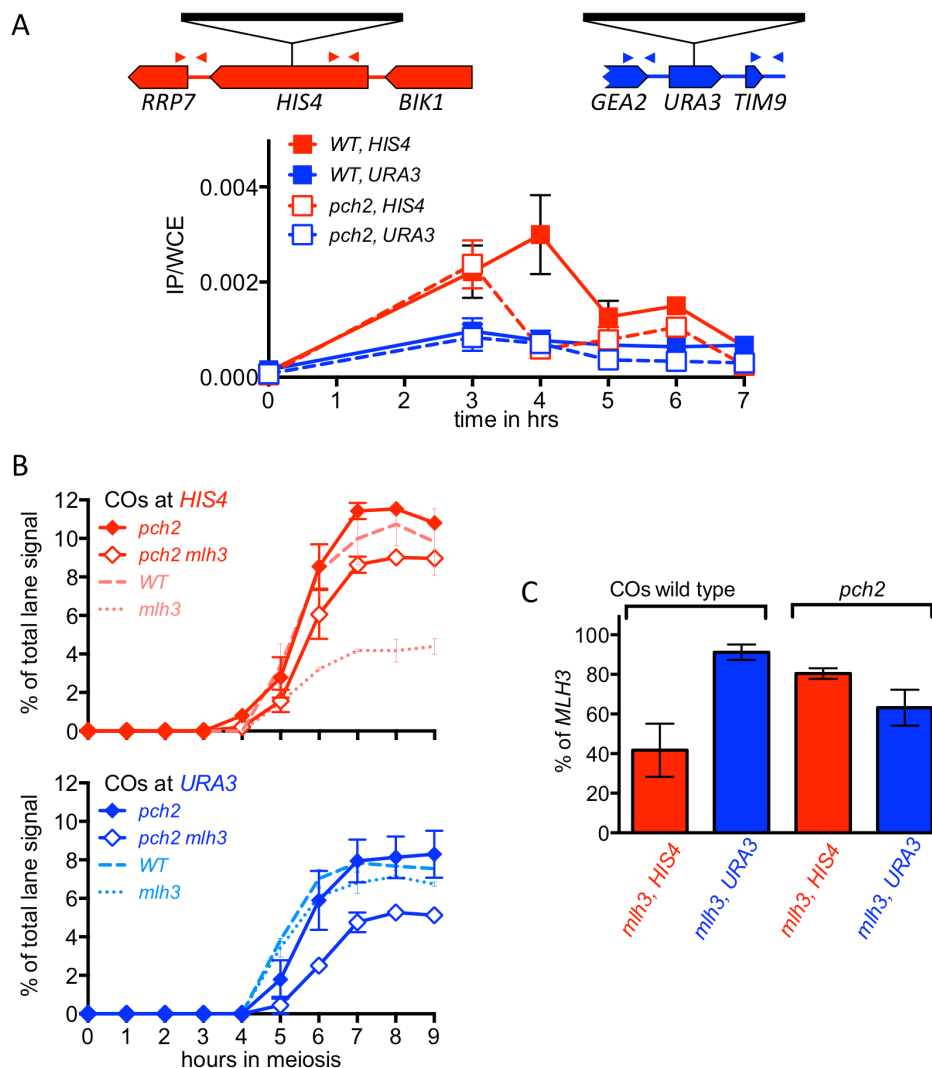 A
RRP7 HIS4 BIK1
GEA2 URA3 TIM9
WT, HIS4
WT, URA3
pch2, HIS4
pch2, URA3
IP/WCE
0.004
0.002
0.000
0 1 2 3 4 5 6 7
time in hrs
B
COs at HIS4
pch2
pch2 mlh3
WT
mlh3
% of total lane signal
12
10
8
6
4
2
0
COs at URA3
pch2
pch2 mlh3
WT
mlh3
% of total lane signal
12
10
8
6
4
2
0
0 1 2 3 4 5 6 7 8 9
hours in meiosis
C
COs wild type pch2
% of MLH3
100
80
60
40
20
0
mlh3, HIS4
mlh3, URA3
mlh3, HIS4
mlh3, URA3